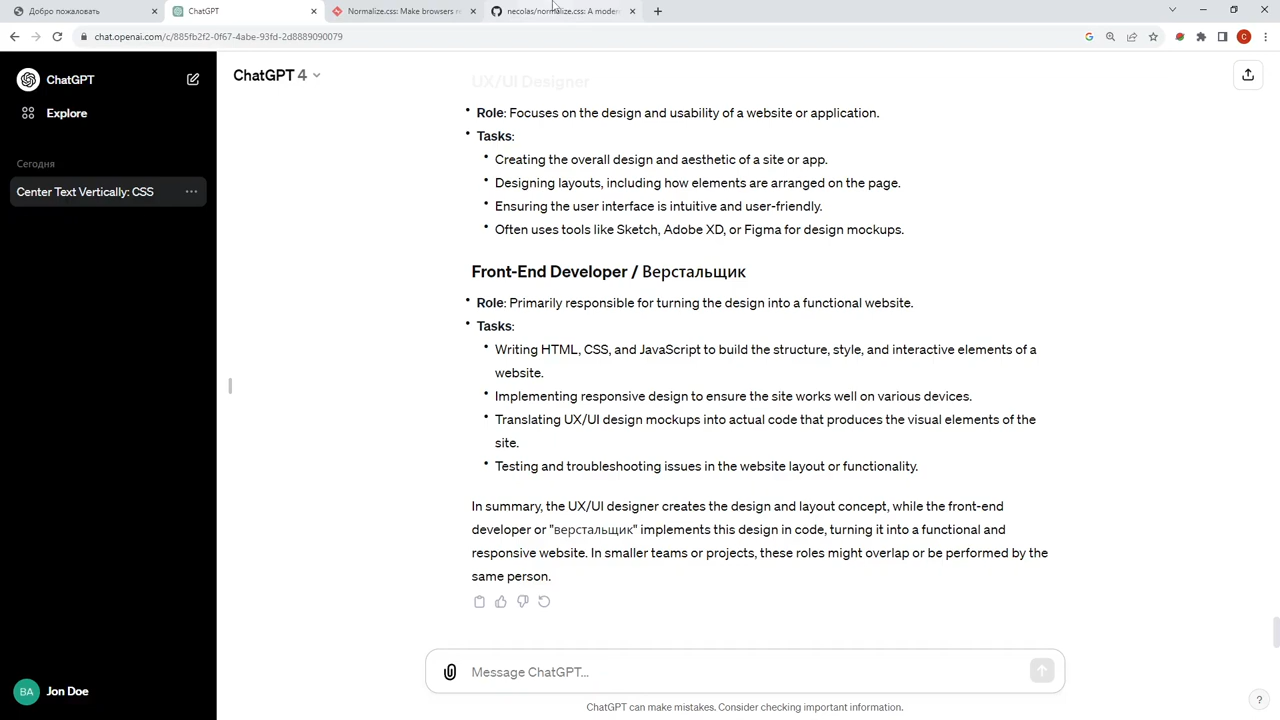 Добро пожаловать
ChatGPT
Normalize.css: Make browsers r
necolas/normalize.css: A moder
chat.openai.com/c/885fb2f2-0f67-4abe-93fd-2d8889090079
C
ChatGPT
Explore
Сегодня
Center Text Vertically: CSS
BA
Jon Doe
ChatGPT 4
UX/UI Designer
Role: Focuses on the design and usability of a website or application.
Tasks:
Creating the overall design and aesthetic of a site or app.
Designing layouts, including how elements are arranged on the page.
Ensuring the user interface is intuitive and user-friendly.
Often uses tools like Sketch, Adobe XD, or Figma for design mockups.
Front-End Developer / Верстальщик
Role: Primarily responsible for turning the design into a functional website.
Tasks:
Writing HTML, CSS, and JavaScript to build the structure, style, and interactive elements of a
website.
Implementing responsive design to ensure the site works well on various devices.
Translating UX/UI design mockups into actual code that produces the visual elements of the
site.
Testing and troubleshooting issues in the website layout or functionality.
In summary, the UX/UI designer creates the design and layout concept, while the front-end
developer or "верстальщик" implements this design in code, turning it into a functional and
responsive website. In smaller teams or projects, these roles might overlap or be performed by the
same person.
Message ChatGPT...
ChatGPT can make mistakes. Consider checking important information.
?